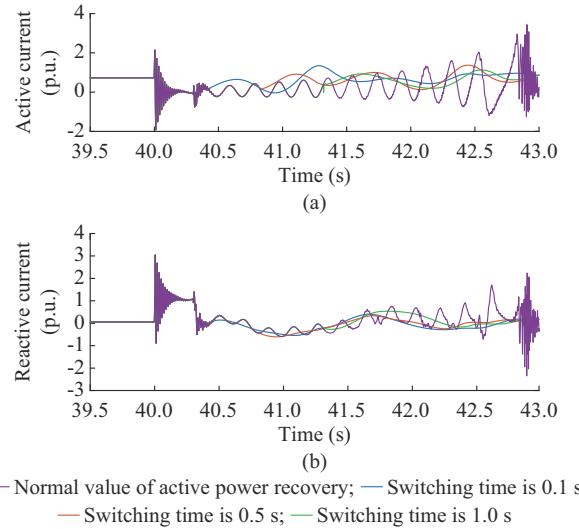 4
2
0
-2
Active current
(p.u.)
39.5 40.0 40.5 41.0 41.5 42.0 42.5 43.0
Time (s)
(a)
4
3
2
1
0
-1
-2
-3
Reactive current
(p.u.)
39.5 40.0 40.5 41.0 41.5 42.0 42.5 43.0
Time (s)
(b)
Normal value of active power recovery; Switching time is 0.1 s
Switching time is 0.5 s; Switching time is 1.0 s